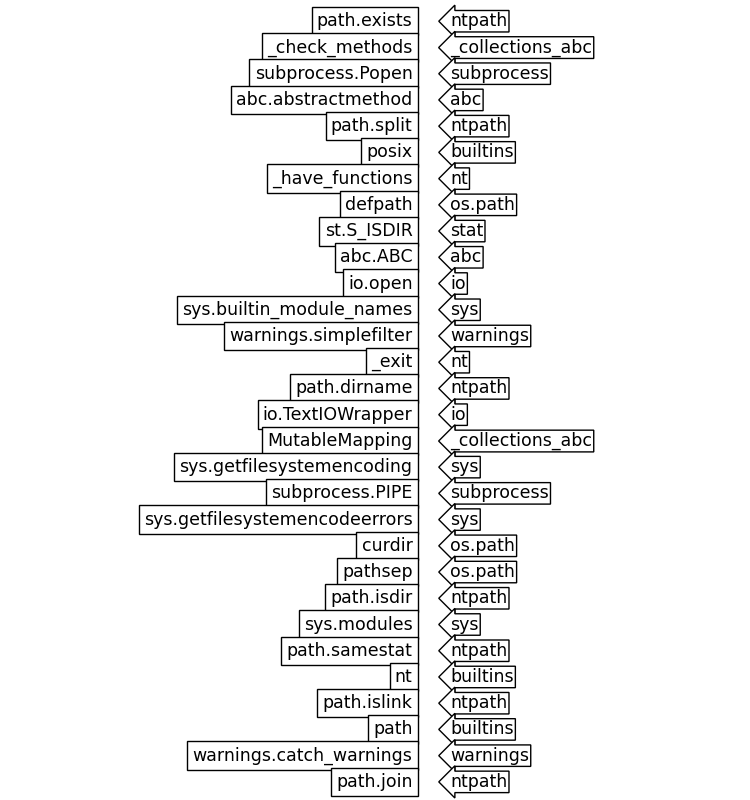 path.exists ntpath
_check_methods _collections_abc
subprocess.Popen subprocess
abc.abstractmethod abc
path.split ntpath
posix builtins
_have_functions nt
defpath os.path
st.S_ISDIR stat
abc.ABC abc
io.open io
sys.builtin_module_names sys
warnings.simplefilter warnings
_exit nt
path.dirname ntpath
io.TextIOWrapper io
MutableMapping _collections_abc
sys.getfilesystemencoding sys
subprocess.PIPE subprocess
sys.getfilesystemencodeerrors sys
curdir os.path
pathsep os.path
path.isdir ntpath
sys.modules sys
path.samestat ntpath
nt builtins
path.islink ntpath
path builtins
warnings.catch_warnings warnings
path.join ntpath